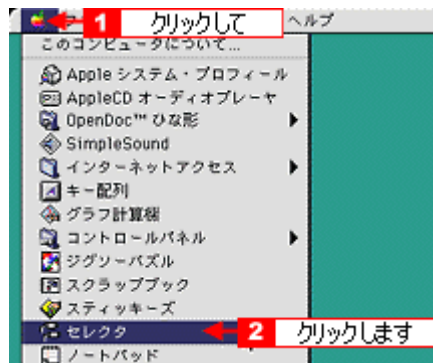 1 クリックして ヘルプ
このコンピュータについて...
Apple システム・プロフィール
AppleCD オーディオプレーヤ
OpenDoc™ ひな形
SimpleSound
インターネットアクセス
キー配列
グラフ計算機
コントロールパネル
ジグソーパズル
スクラップブック
スティッキーズ
セレクタ 2 クリックします
ノートパッド